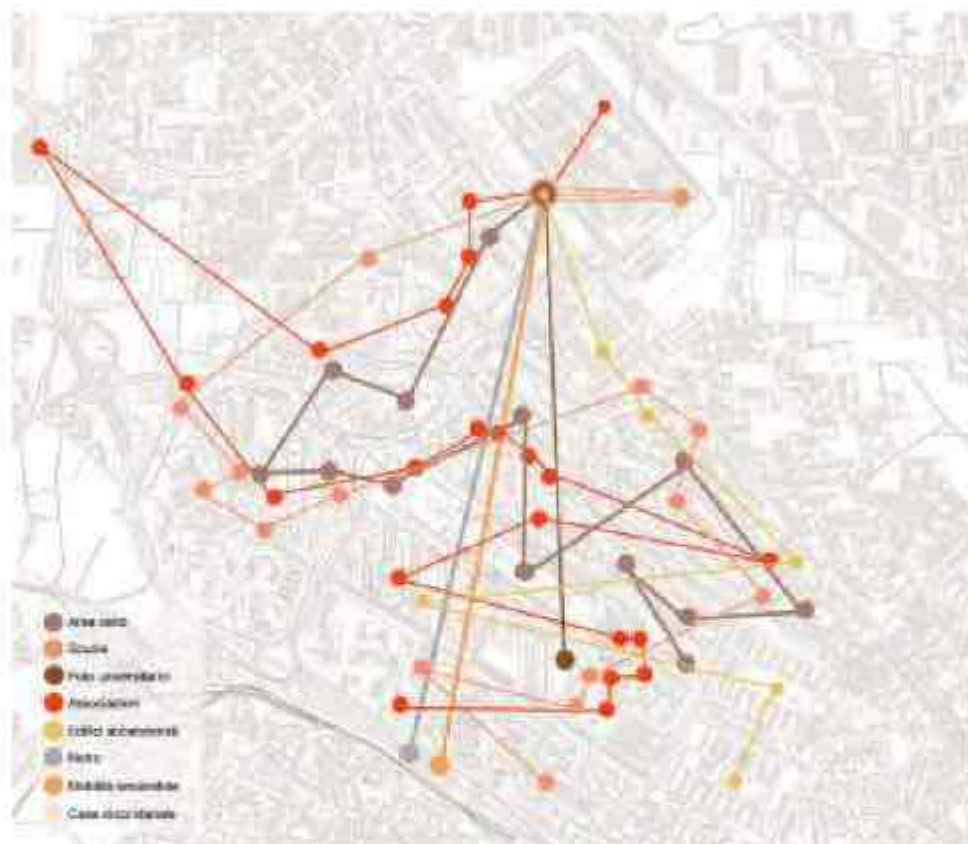 Aree verdi
Scuole
Polo universitario
Associazioni
Edifici abbandonati
Metro
Mobilità sostenibile